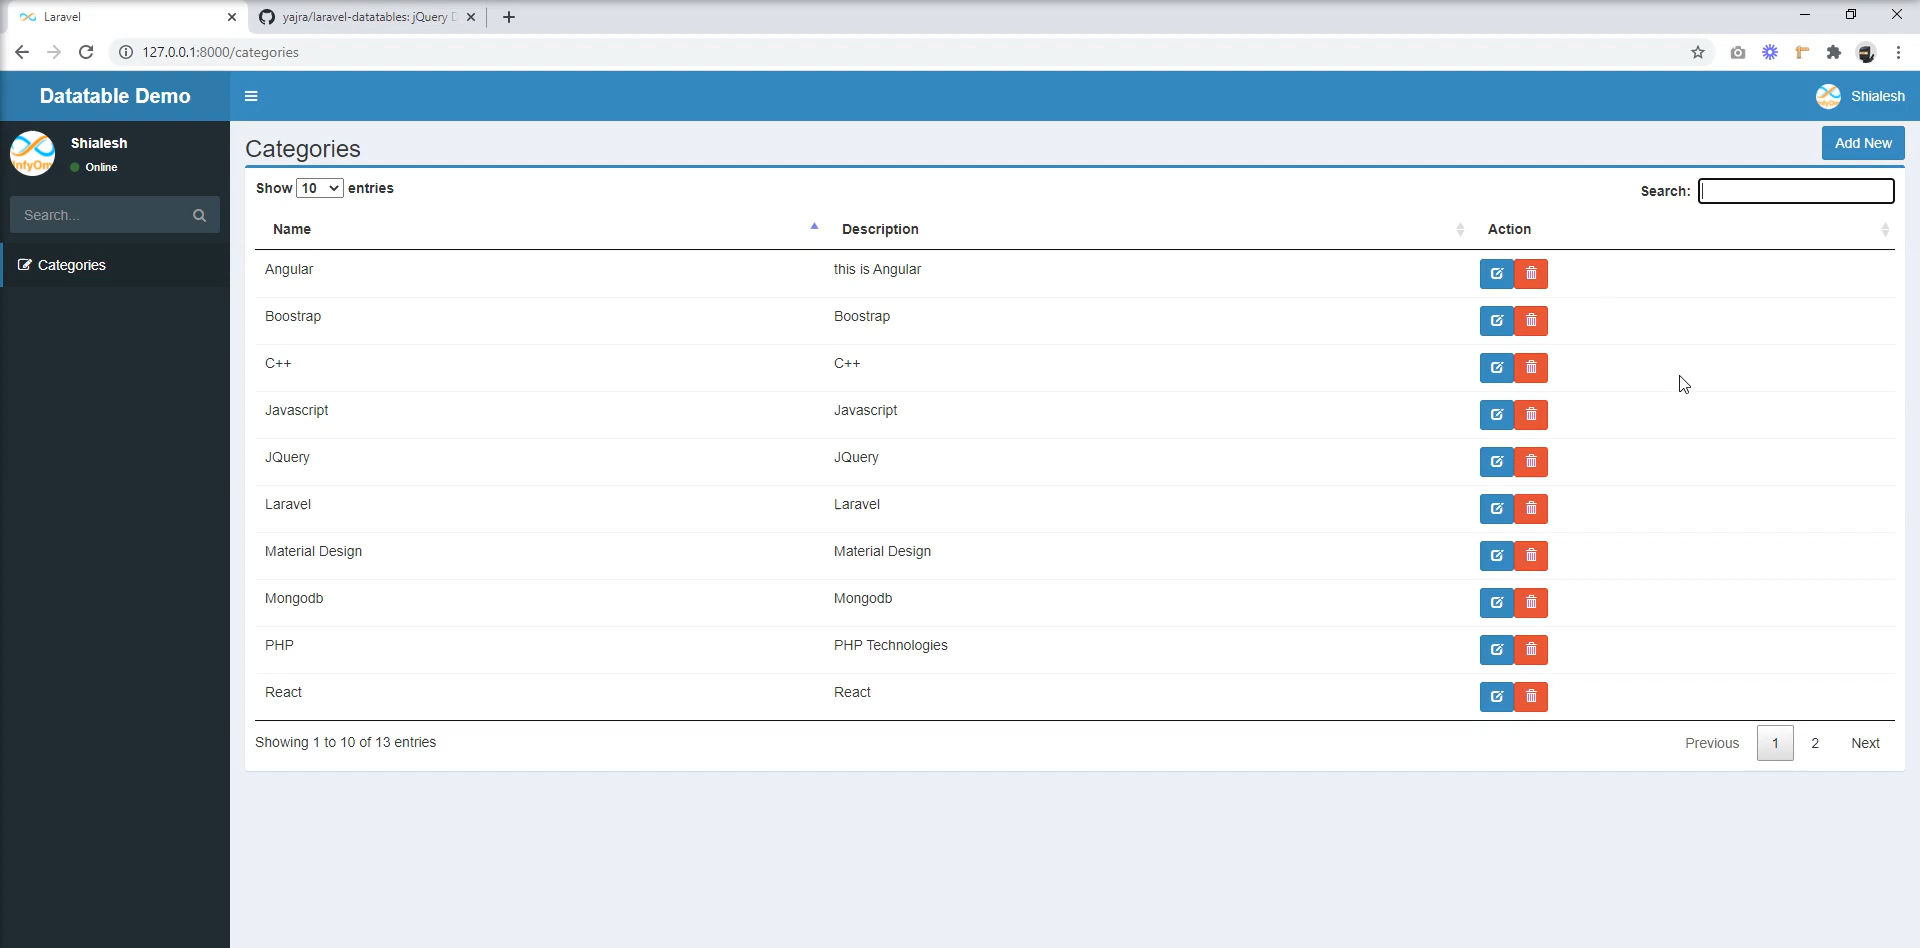 Laravel
yajra/laravel-datatables: jQuery
127.0.0.1:8000/categories
Datatable Demo
Shialesh
Shialesh
Online
Search...
Categories
Categories
Add New
Show 10 entries
Search:
Name Description Action
Angular this is Angular
Boostrap Boostrap
C++ C++
Javascript Javascript
JQuery JQuery
Laravel Laravel
Material Design Material Design
Mongodb Mongodb
PHP PHP Technologies
React React
Showing 1 to 10 of 13 entries
Previous 1 2 Next